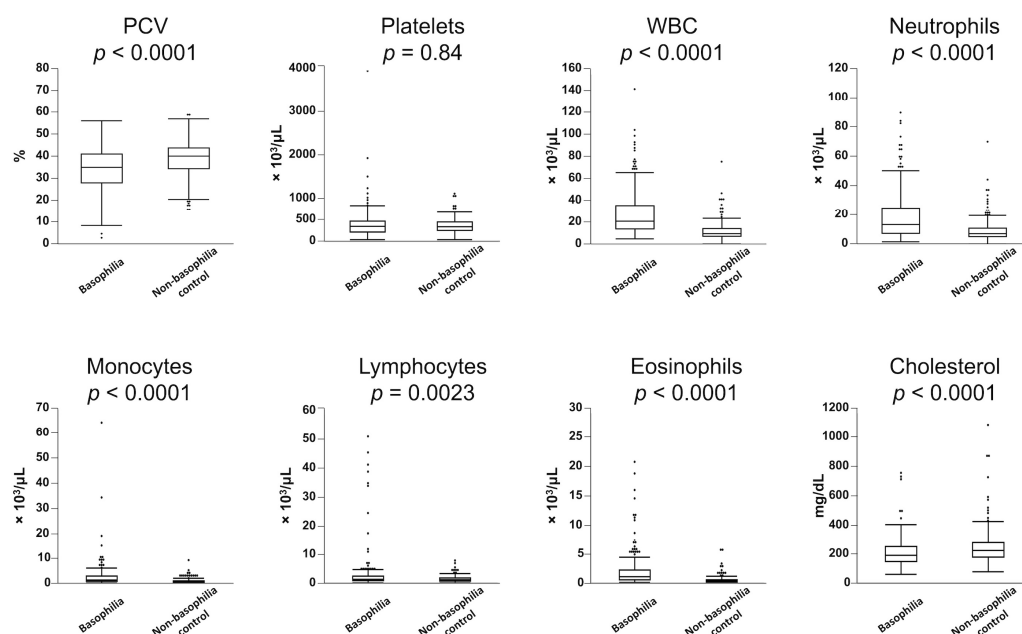 PCV
p < 0.0001
80
70
60
50
40
30
20
10
0
%
Basophilia
Non-basophilia
control
Platelets
p = 0.84
4000
3000
2000
1000
500
0
× 10³/µL
Basophilia
Non-basophilia
control
WBC
p < 0.0001
160
140
120
100
80
60
40
20
0
× 10³/µL
Basophilia
Non-basophilia
control
Neutrophils
p < 0.0001
120
100
80
60
40
20
0
× 10³/µL
Basophilia
Non-basophilia
control
Monocytes
p < 0.0001
70
60
50
40
30
20
10
0
× 10³/µL
Basophilia
Non-basophilia
control
Lymphocytes
p = 0.0023
60
50
40
30
20
10
0
× 10³/µL
Basophilia
Non-basophilia
control
Eosinophils
p < 0.0001
30
25
20
15
10
5
0
× 10³/µL
Basophilia
Non-basophilia
control
Cholesterol
p < 0.0001
1200
1000
800
600
400
200
0
mg/dL
Basophilia
Non-basophilia
control